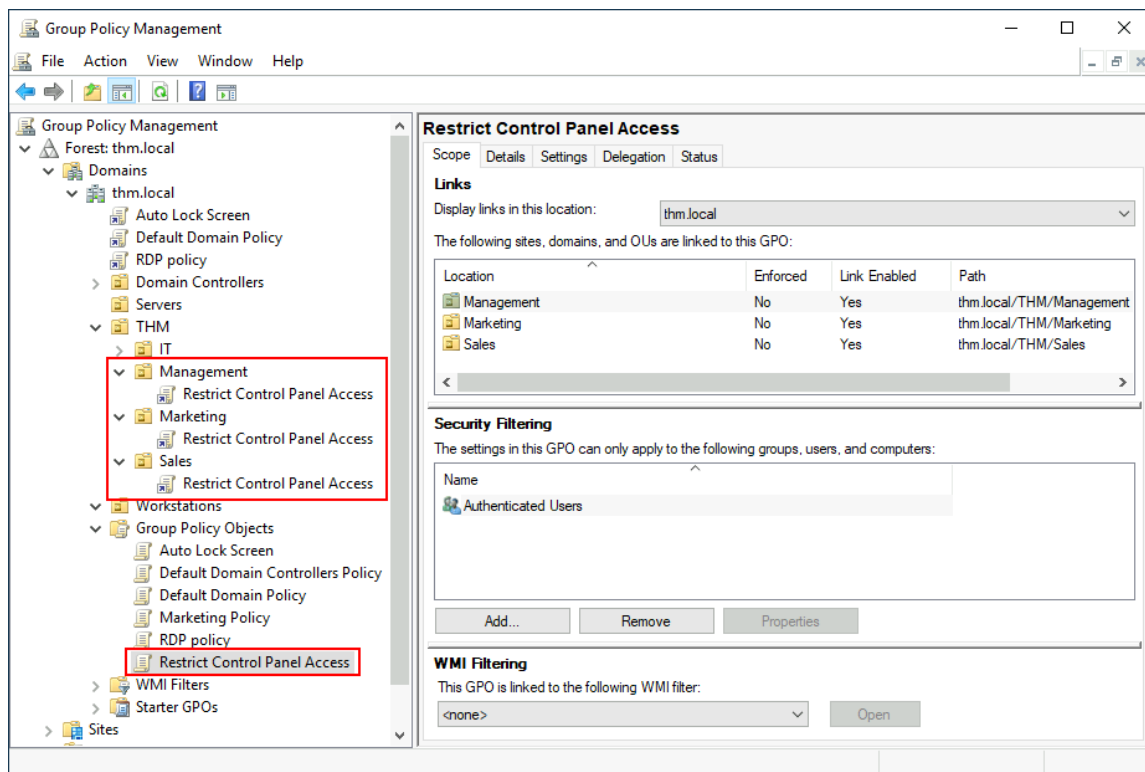 Group Policy Management
File Action View Window Help
Group Policy Management
Forest: thm.local
Domains
thm.local
Auto Lock Screen
Default Domain Policy
RDP policy
Domain Controllers
Servers
THM
IT
Management
Restrict Control Panel Access
Marketing
Restrict Control Panel Access
Sales
Restrict Control Panel Access
Workstations
Group Policy Objects
Auto Lock Screen
Default Domain Controllers Policy
Default Domain Policy
Marketing Policy
RDP policy
Restrict Control Panel Access
WMI Filters
Starter GPOs
Sites
Restrict Control Panel Access
Scope Details Settings Delegation Status
Links
Display links in this location: thm.local
The following sites, domains, and OUs are linked to this GPO:
Location Enforced Link Enabled Path
Management No Yes thm.local/THM/Management
Marketing No Yes thm.local/THM/Marketing
Sales No Yes thm.local/THM/Sales
Security Filtering
The settings in this GPO can only apply to the following groups, users, and computers:
Name
Authenticated Users
Add... Remove Properties
WMI Filtering
This GPO is linked to the following WMI filter:
<none> Open